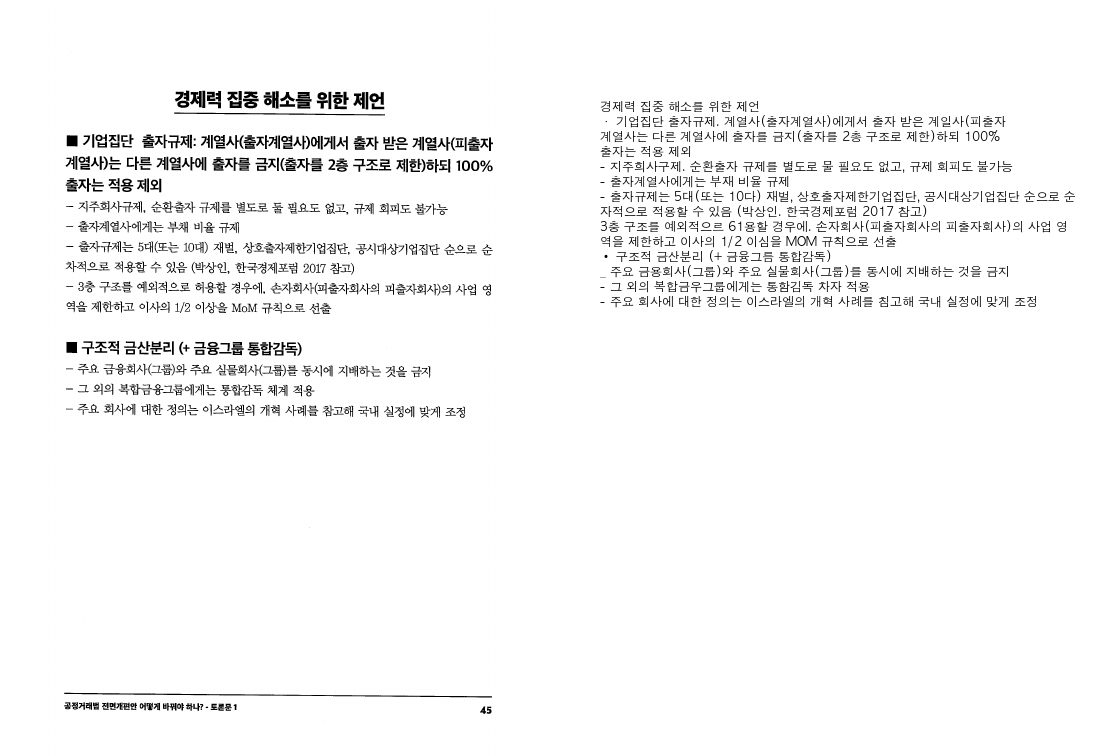 경제력 집중 해소를 위한 제언
■ 기업집단 출자규제: 계열사(출자계열사)에게서 출자 받은 계열사(피출자
계열사)는 다른 계열사에 출자를 금지(출자를 2층 구조로 제한)하되 100%
출자는 적용 제외
– 지주회사규제, 순환출자 규제를 별도로 둘 필요도 없고, 규제 회피도 불가능
– 출자계열사에게는 부채 비율 규제
– 출자규제는 5대(또는 10대) 재벌, 상호출자제한기업집단, 공시대상기업집단 순으로 순
차적으로 적용할 수 있음 (박상인, 한국경제포럼 2017 참고)
– 3층 구조를 예외적으로 허용할 경우에, 손자회사(피출자회사의 피출자회사)의 사업 영
역을 제한하고 이사의 1/2 이상을 MoM 규칙으로 선출
■ 구조적 금산분리 (+ 금융그룹 통합감독)
– 주요 금융회사(그룹)와 주요 실물회사(그룹)를 동시에 지배하는 것을 금지
– 그 외의 복합금융그룹에게는 통합감독 체계 적용
– 주요 회사에 대한 정의는 이스라엘의 개혁 사례를 참고해 국내 실정에 맞게 조정
공정거래법 전면개편안 어떻게 바꿔야 하나? - 토론문 1
45
경제력 집중 해소를 위한 제언
· 기업집단 출자규제. 계열사(출자계열사)에게서 출자 받은 계일사(피출자
계열사는 다른 계열사에 출자를 금지(출자를 2층 구조로 제한)하되 100%
출자는 적용 제외
- 지주희사구제. 순환출자 규제를 별도로 물 필요도 없고, 규제 회피도 불가능
- 출자계열사에게는 부재 비율 규제
- 출자규제는 5대(또는 10다) 재벌, 상호출자제한기업집단, 공시대상기업집단 순으로 순
자적으로 적용할 수 있음 (박상인. 한국경제포럼 2017 참고)
3층 구조를 예외적으르 61용할 경우에. 손자회사(피출자회사의 피출자회사)의 사업 영
역을 제한하고 이사의 1/2 이심을 MOM 규칙으로 선출
• 구조적 금산분리 (+ 금융그름 통합감독)
_ 주요 금용회사(그룹)와 주요 실물회사(그룹)를 동시에 지배하는 것을 금지
- 그 외의 복합금우그룹에게는 통함김독 차자 적용
- 주요 회사에 대한 정의는 이스라엘의 개혁 사례를 침고해 국내 실정에 맞게 조정